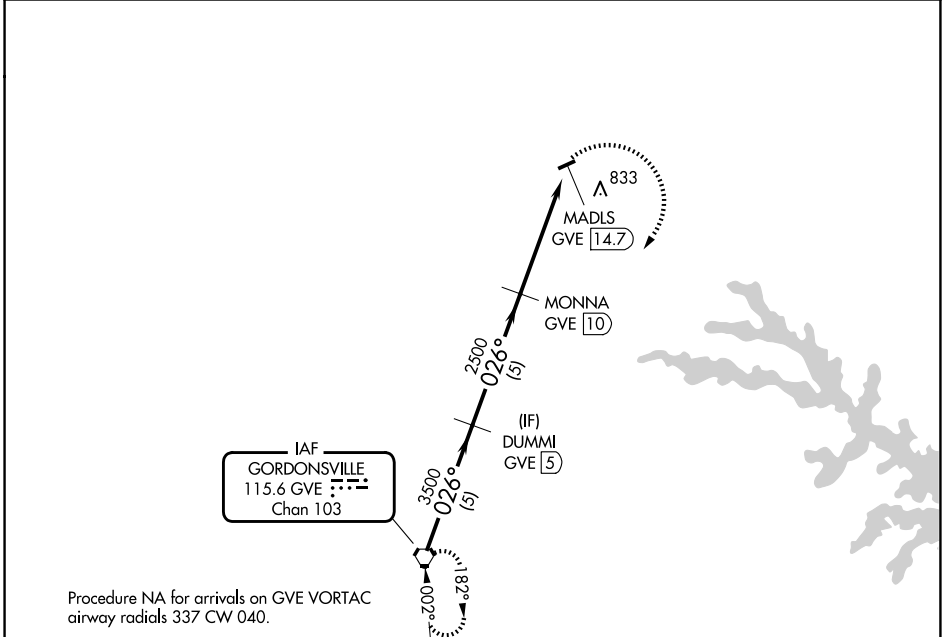 833
MADLS
GVE 14.7
MONNA
GVE 10
2500
026°
(5)
(IF)
DUMMI
GVE 5
IAF
GORDONSVILLE
115.6 GVE
Chan 103
3500
026°
(5)
182°
002°
Procedure NA for arrivals on GVE VORTAC
airway radials 337 CW 040.